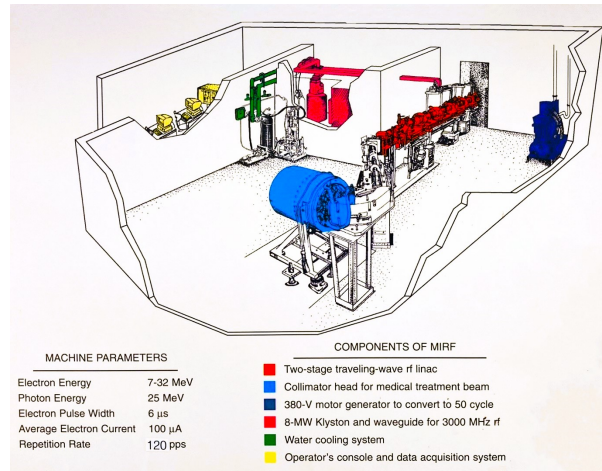 MACHINE PARAMETERS
Electron Energy 7-32 MeV
Photon Energy 25 MeV
Electron Pulse Width 6 μs
Average Electron Current 100 μA
Repetition Rate 120 pps
COMPONENTS OF MIRF
Two-stage traveling-wave rf linac
Collimator head for medical treatment beam
380-V motor generator to convert to 50 cycle
8-MW Klyston and waveguide for 3000 MHz rf
Water cooling system
Operator's console and data acquisition system